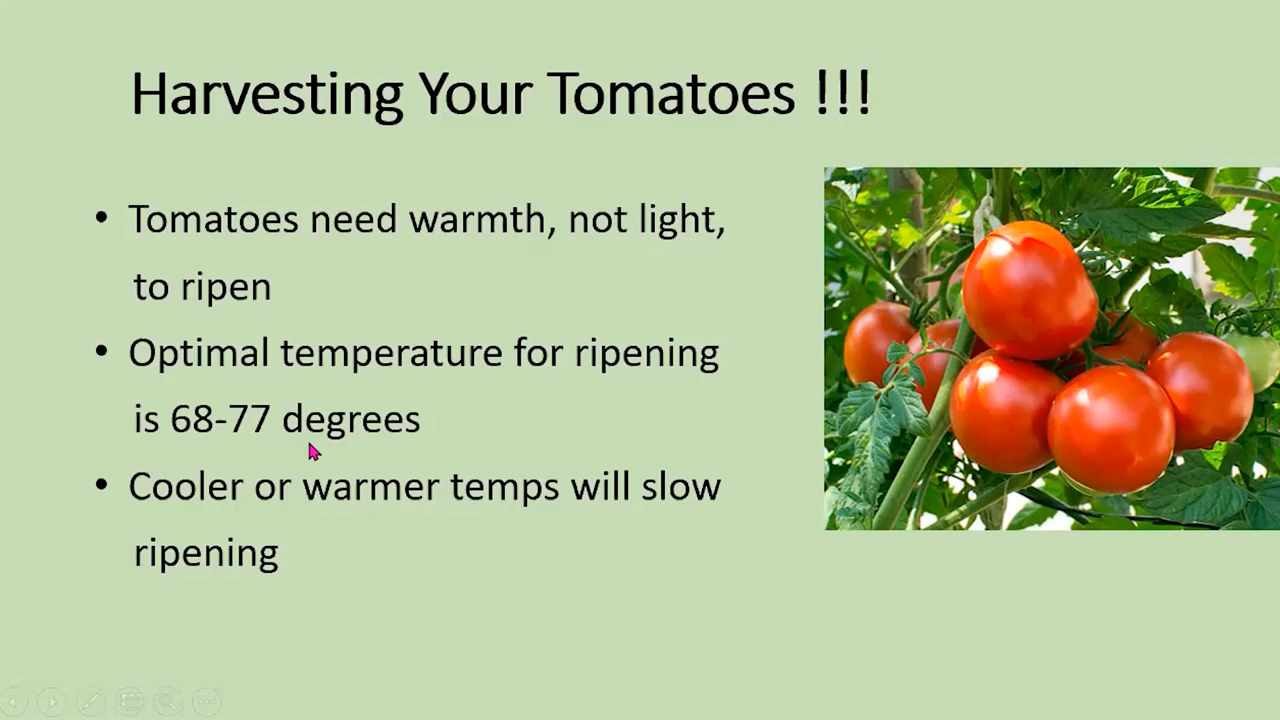 Harvesting Your Tomatoes !!!
• Tomatoes need warmth, not light,
to ripen
• Optimal temperature for ripening
is 68-77 degrees
• Cooler or warmer temps will slow
ripening